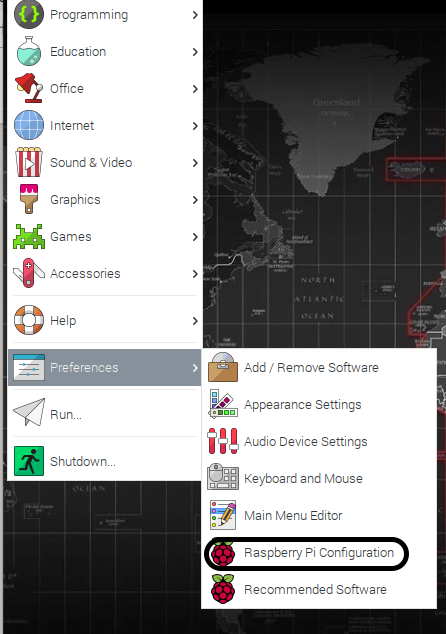 Programming
Education
Office
Internet
Sound & Video
Graphics
Games
Accessories
Help
Preferences
Run...
Shutdown...
Add / Remove Software
Appearance Settings
Audio Device Settings
Keyboard and Mouse
Main Menu Editor
Raspberry Pi Configuration
Recommended Software
Greenland
ICELAND
NORTH
ATLANTIC
OCEAN
OCEAN